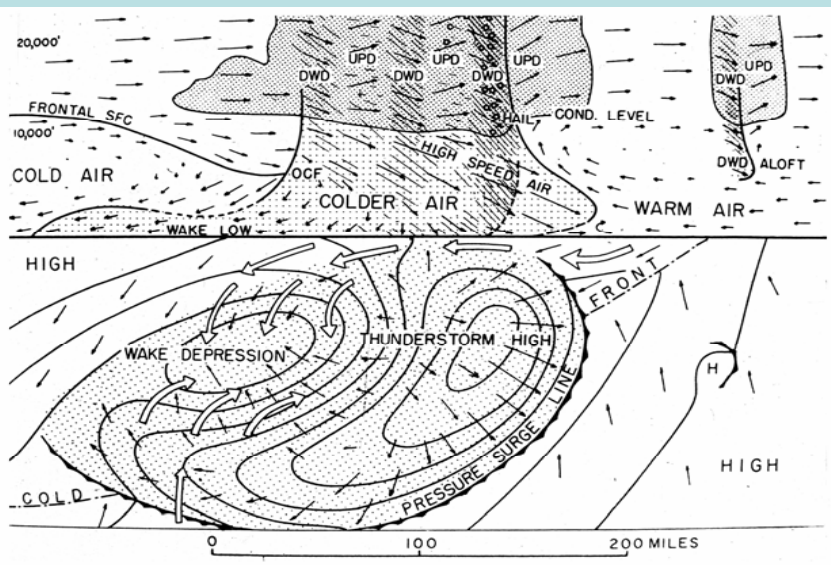 20,000'
UPD UPD UPD UPD
DWD DWD DWD DWD
FRONTAL SFC
10,000'
HAIL COND. LEVEL
DWD ALOFT
OCF
HIGH SPEED AIR
COLD AIR
COLDER AIR
WARM AIR
WAKE LOW
HIGH
FRONT
WAKE DEPRESSION
THUNDERSTORM HIGH
H
PRESSURE SURGE LINE
HIGH
COLD
0 100 200 MILES